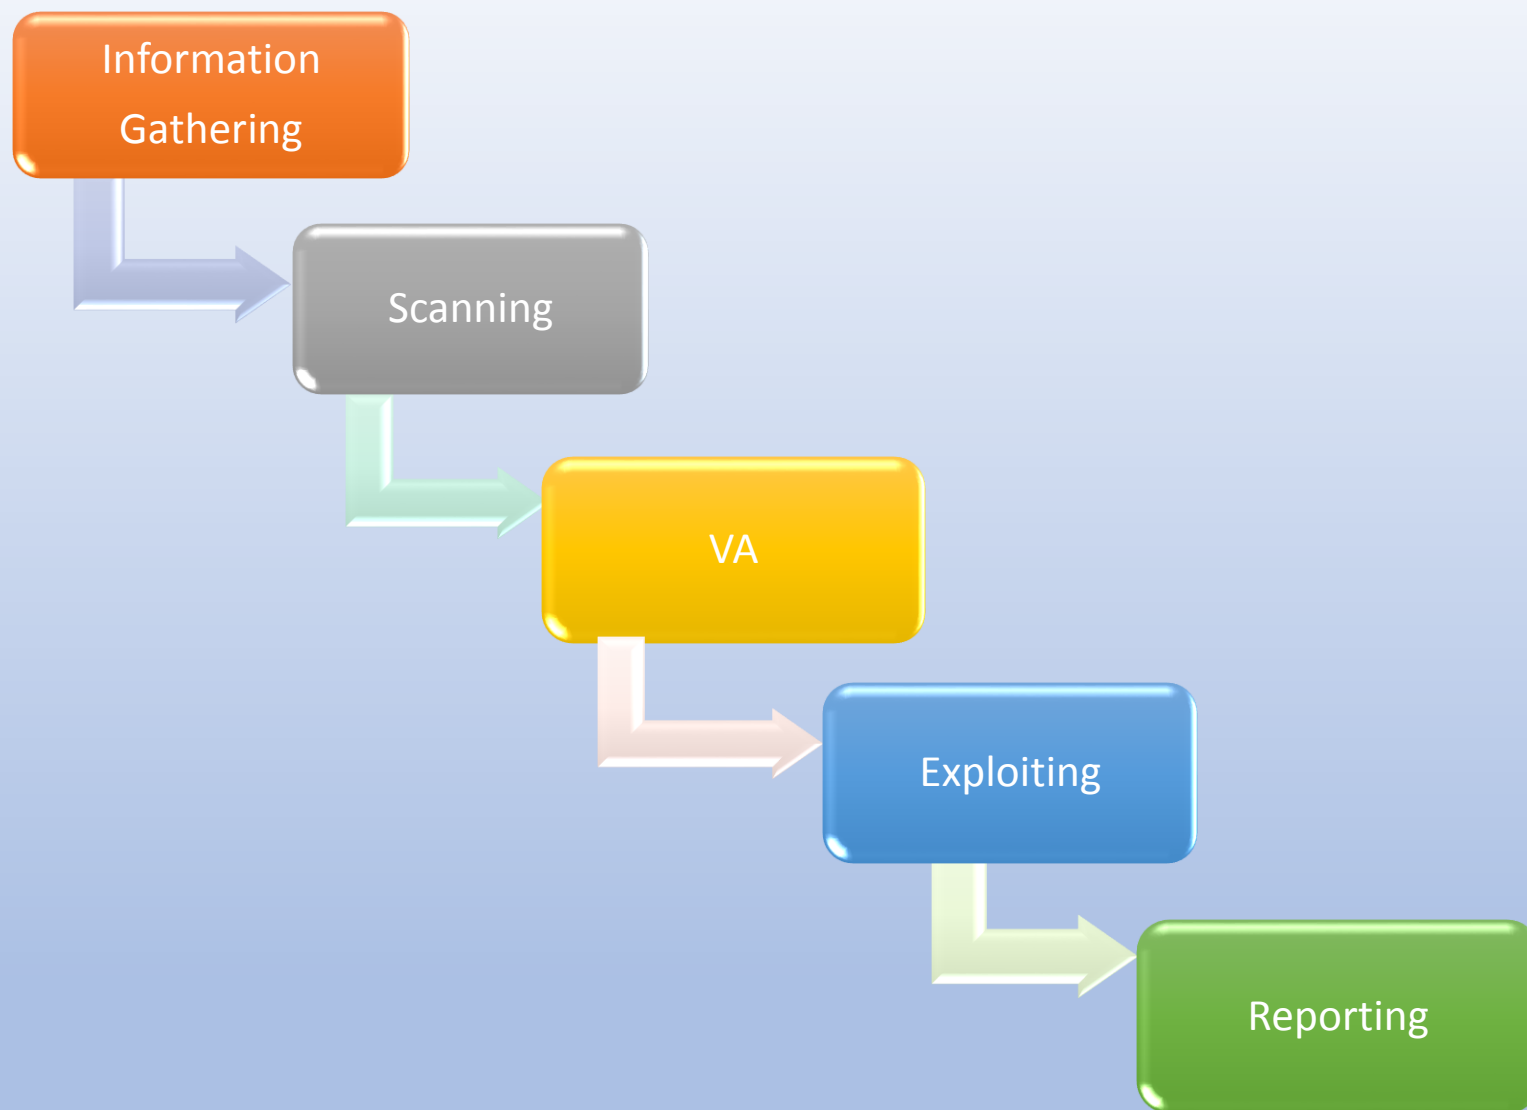 Information
Gathering
Scanning
VA
Exploiting
Reporting